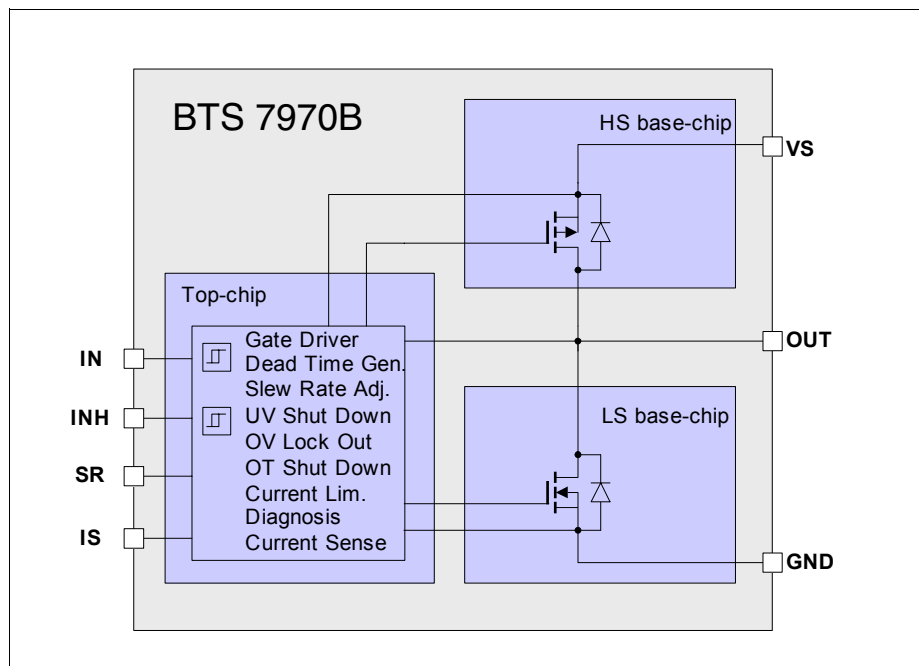 BTS 7970B
HS base-chip
VS
Top-chip
IN
INH
SR
IS
Gate Driver
Dead Time Gen.
Slew Rate Adj.
UV Shut Down
OV Lock Out
OT Shut Down
Current Lim.
Diagnosis
Current Sense
OUT
LS base-chip
GND